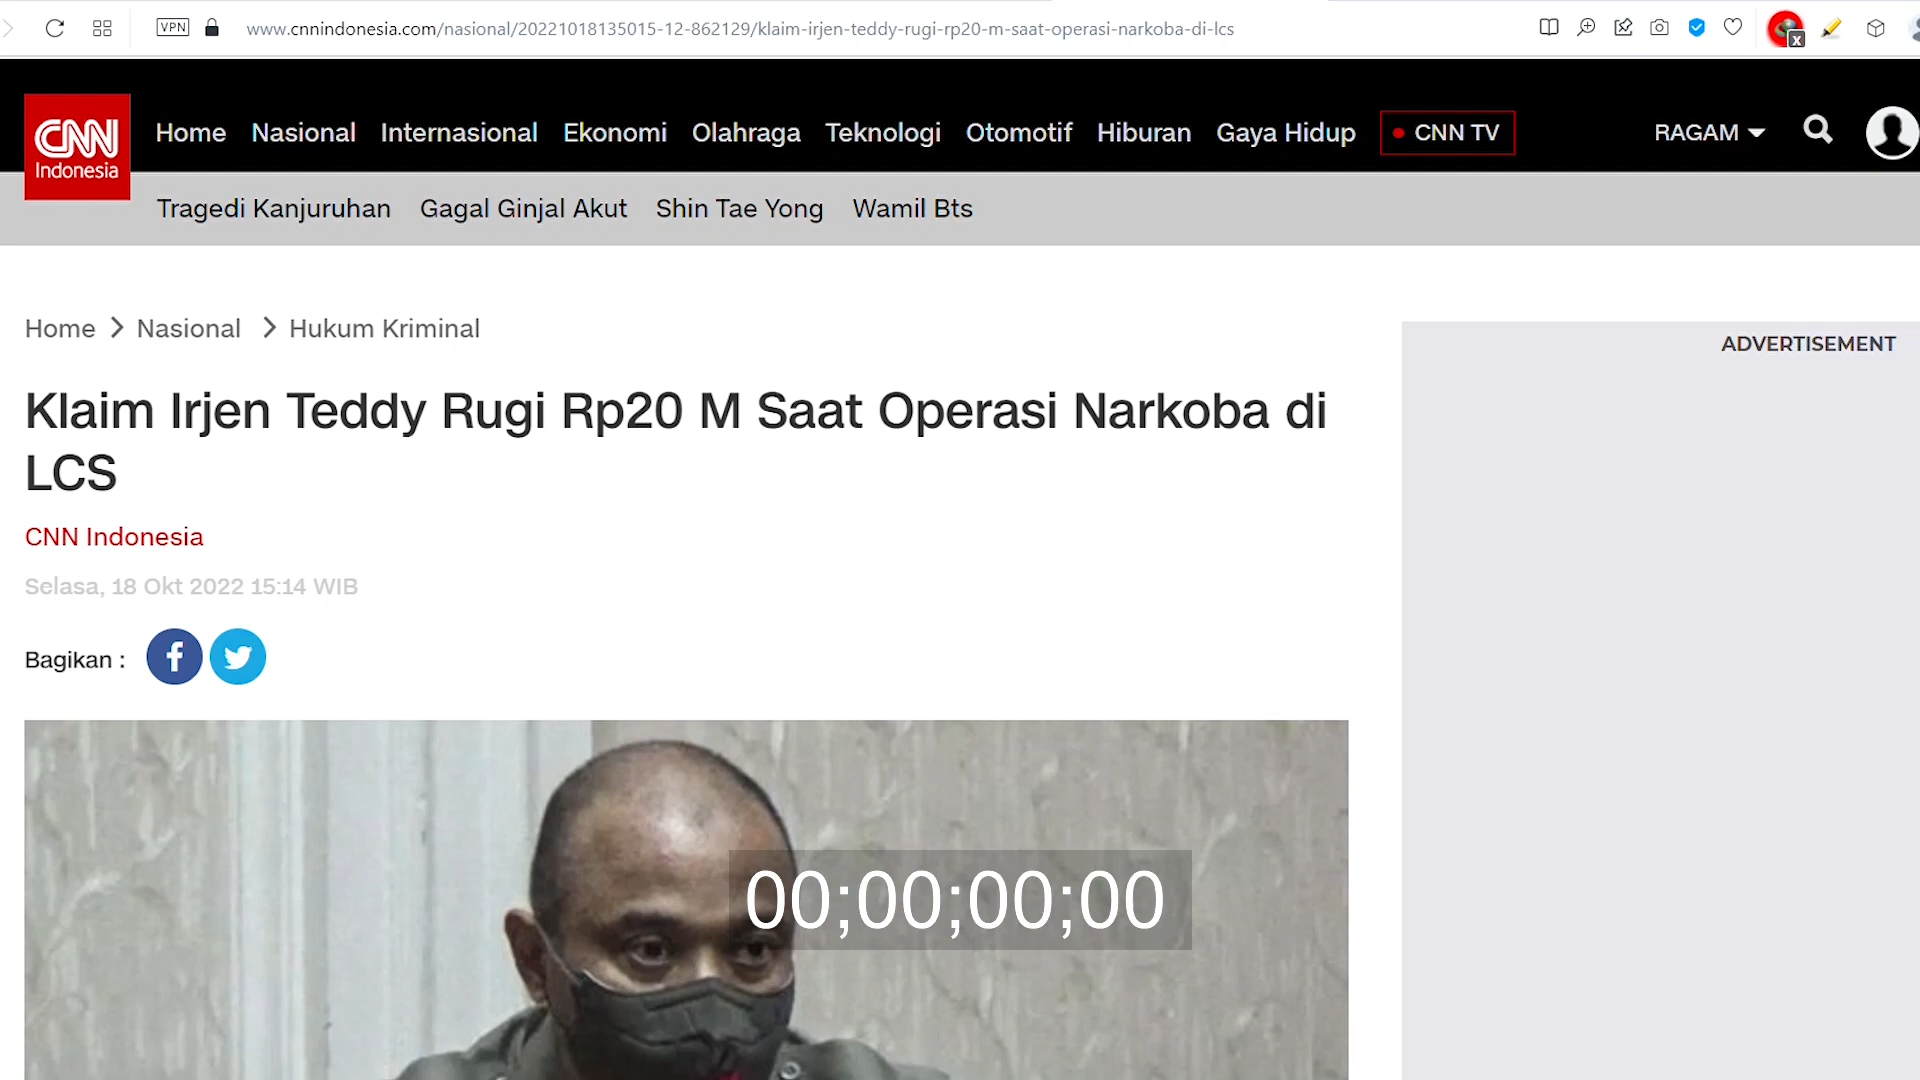 VPN
www.cnnindonesia.com/nasional/20221018135015-12-862129/klaim-irjen-teddy-rugi-rp20-m-saat-operasi-narkoba-di-lcs
x
CNN
Indonesia
Home Nasional Internasional Ekonomi Olahraga Teknologi Otomotif Hiburan Gaya Hidup CNN TV RAGAM
Tragedi Kanjuruhan Gagal Ginjal Akut Shin Tae Yong Wamil Bts
Home > Nasional > Hukum Kriminal
ADVERTISEMENT
Klaim Irjen Teddy Rugi Rp20 M Saat Operasi Narkoba di
LCS
CNN Indonesia
Selasa, 18 Okt 2022 15:14 WIB
Bagikan :
00;00;00;00